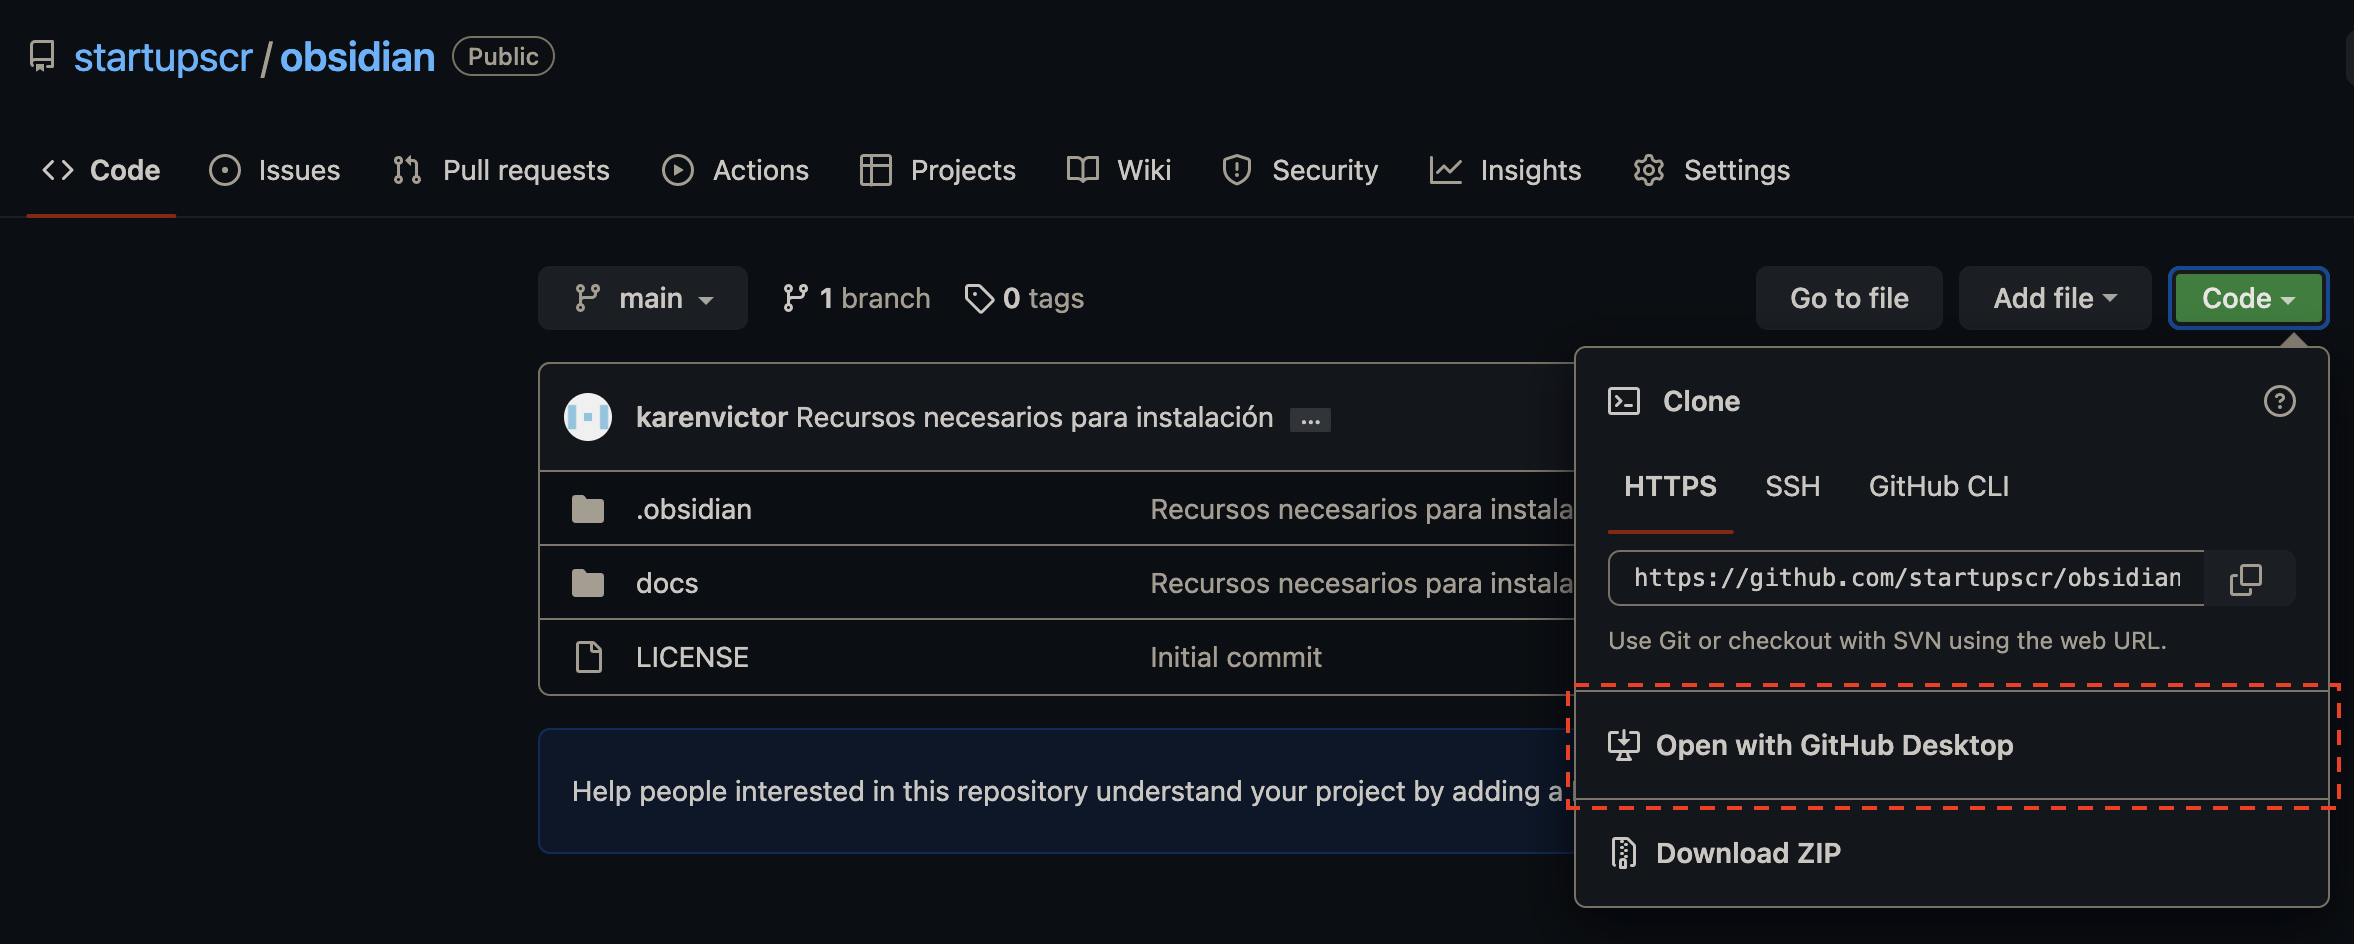 startupscr / obsidian Public
Code Issues Pull requests Actions Projects Wiki Security Insights Settings
main 1 branch 0 tags Go to file Add file Code
karenvictor Recursos necesarios para instalación ...
.obsidian Recursos necesarios para instala
docs Recursos necesarios para instala
LICENSE Initial commit
Help people interested in this repository understand your project by adding a
Clone
HTTPS SSH GitHub CLI
https://github.com/startupscr/obsidian
Use Git or checkout with SVN using the web URL.
Open with GitHub Desktop
Download ZIP